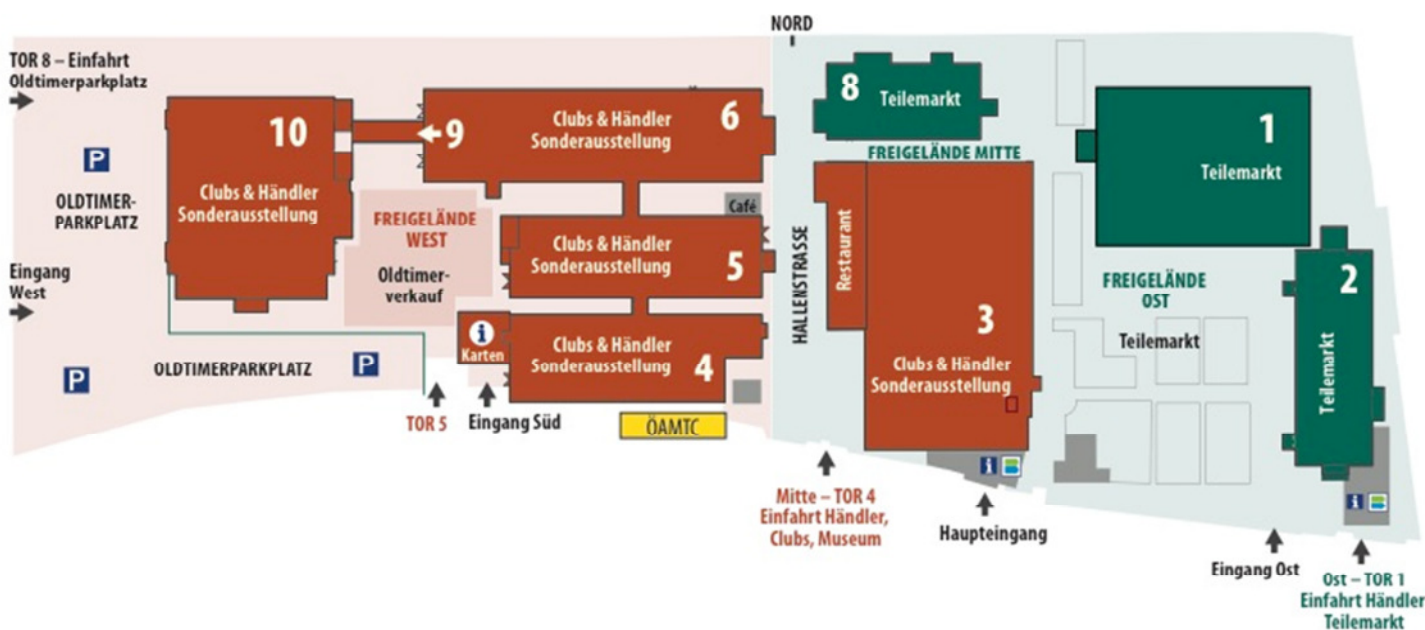 NORD
TOR 8 – Einfahrt
Oldtimerparkplatz
P
OLDTIMER-
PARKPLATZ
Eingang
West
P
OLDTIMERPARKPLATZ
P
10
Clubs & Händler
Sonderausstellung
9
Clubs & Händler
Sonderausstellung
6
FREIGELÄNDE
WEST
Oldtimer-
verkauf
Café
Clubs & Händler
Sonderausstellung
5
i
Karten
Clubs & Händler
Sonderausstellung
4
TOR 5
Eingang Süd
ÖAMTC
HALLENSTRASSE
8
Teilemarkt
FREIGELÄNDE MITTE
Restaurant
3
Clubs & Händler
Sonderausstellung
i
Mitte – TOR 4
Einfahrt Händler,
Clubs, Museum
Haupteingang
1
Teilemarkt
FREIGELÄNDE
OST
Teilemarkt
2
Teilemarkt
i
Eingang Ost
Ost – TOR 1
Einfahrt Händler
Teilemarkt